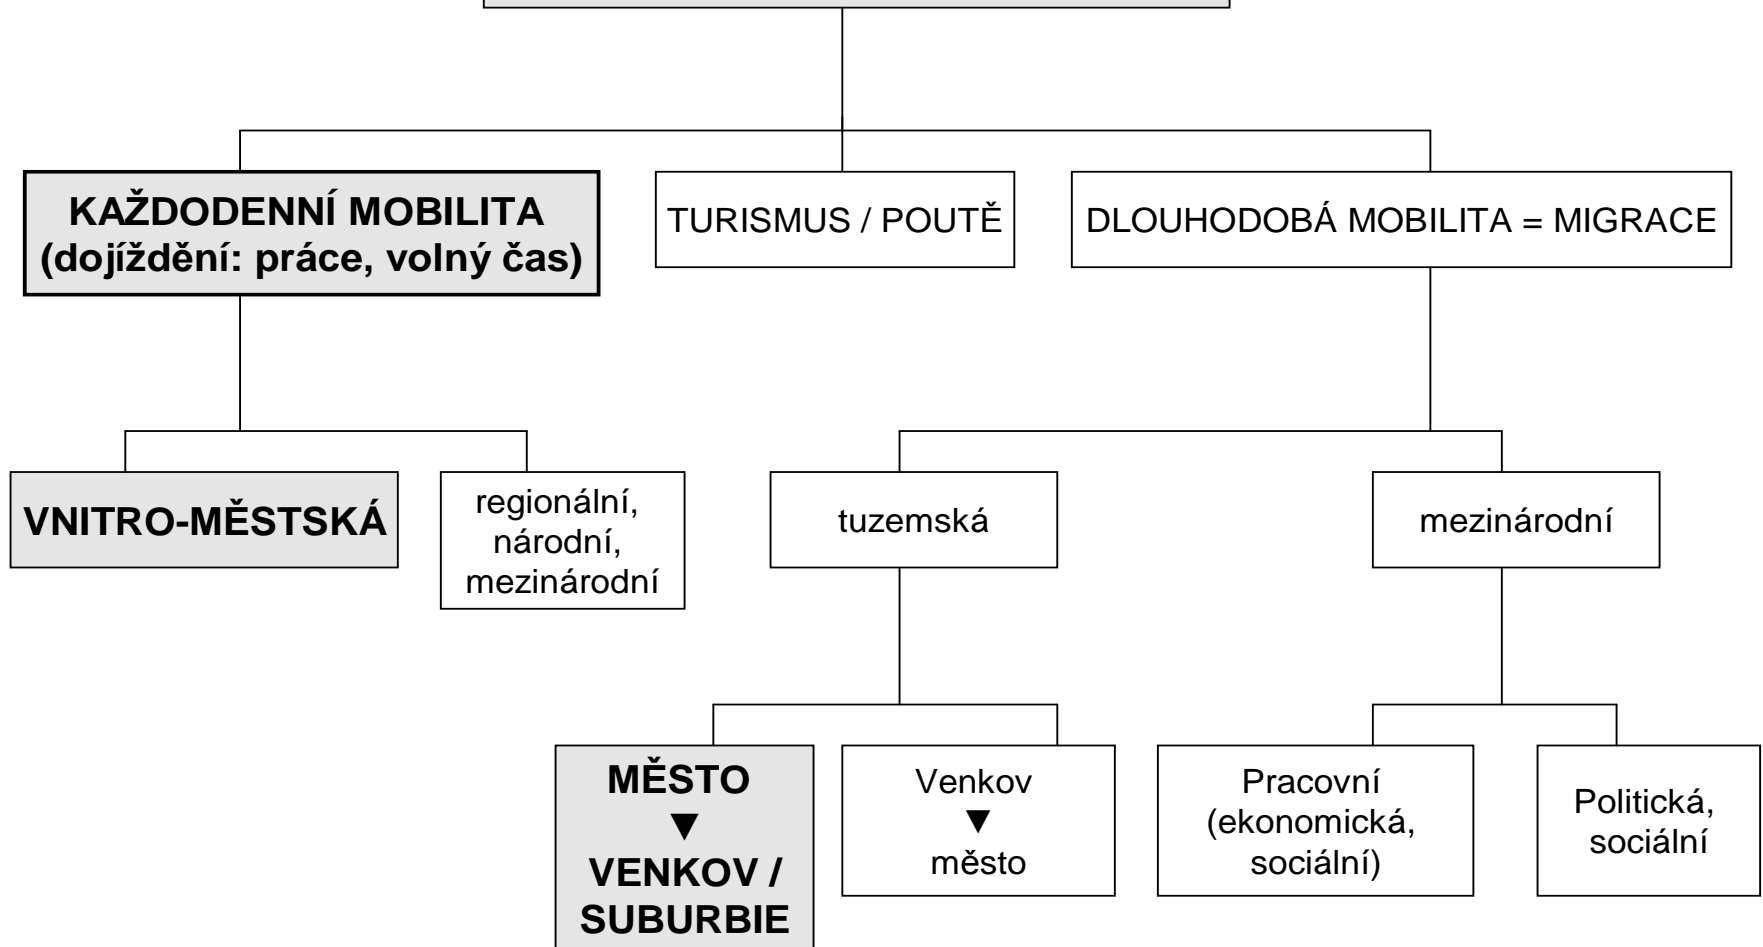 KAŽDODENNÍ MOBILITA
(dojíždění: práce, volný čas)
TURISMUS / POUTĚ
DLOUHODOBÁ MOBILITA = MIGRACE
VNITRO-MĚSTSKÁ
regionální,
národní,
mezinárodní
tuzemská
mezinárodní
MĚSTO
▼
VENKOV /
SUBURBIE
Venkov
▼
město
Pracovní
(ekonomická,
sociální)
Politická,
sociální